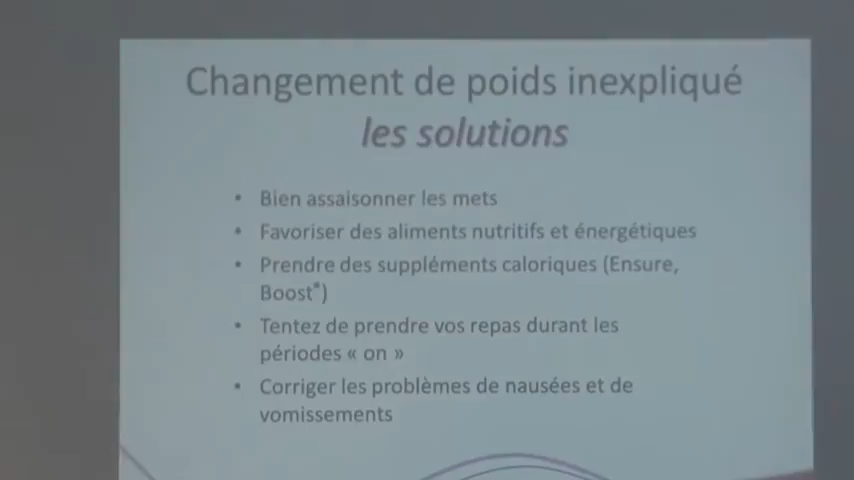 Changement de poids inexpliqué
les solutions
• Bien assaisonner les mets
• Favoriser des aliments nutritifs et énergétiques
• Prendre des suppléments caloriques (Ensure,
Boost*)
• Tentez de prendre vos repas durant les
périodes « on »
• Corriger les problèmes de nausées et de
vomissements